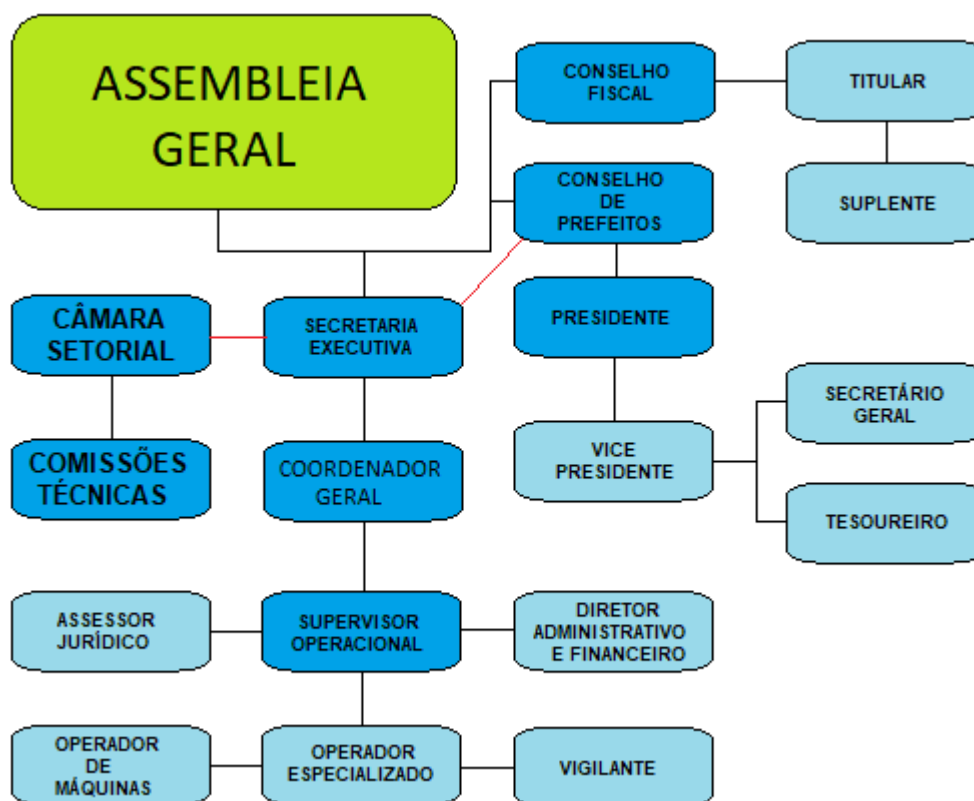 ASSEMBLEIA
GERAL
CONSELHO
FISCAL
TITULAR
SUPLENTE
CONSELHO
DE
PREFEITOS
CÂMARA
SETORIAL
SECRETARIA
EXECUTIVA
PRESIDENTE
SECRETÁRIO
GERAL
COMISSÕES
TÉCNICAS
COORDENADOR
GERAL
VICE
PRESIDENTE
TESOUREIRO
ASSESSOR
JURÍDICO
SUPERVISOR
OPERACIONAL
DIRETOR
ADMINISTRATIVO
E FINANCEIRO
OPERADOR
DE
MÁQUINAS
OPERADOR
ESPECIALIZADO
VIGILANTE